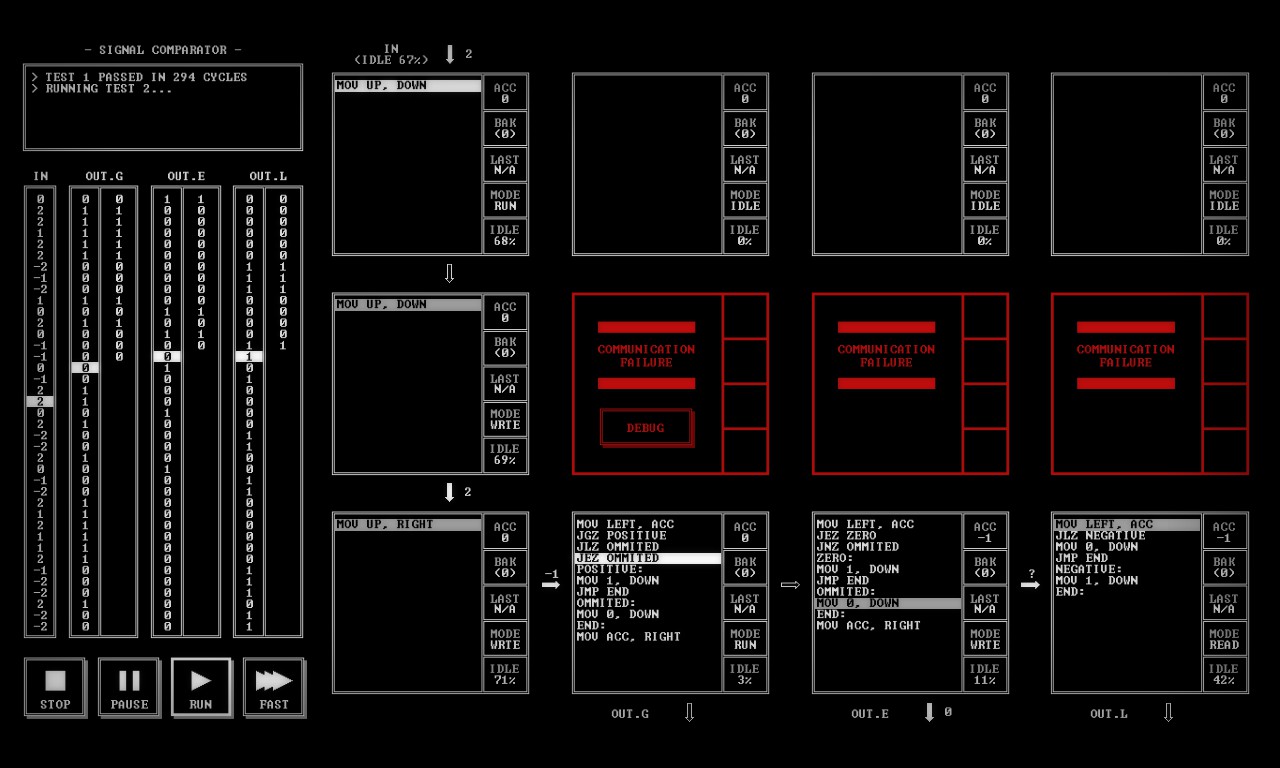 – SIGNAL COMPARATOR –
> TEST 1 PASSED IN 294 CYCLES
> RUNNING TEST 2...
IN OUT.G OUT.E OUT.L
0 0 0 1 1 0 0
2 1 1 0 0 0 0
2 1 1 0 0 0 0
1 1 1 0 0 0 0
2 1 1 0 0 0 0
2 1 1 0 0 0 0
-2 0 0 0 0 1 1
-1 0 0 0 0 1 1
-2 0 0 0 0 1 1
1 1 1 0 0 0 0
0 0 0 1 1 0 0
2 1 1 0 0 0 0
0 0 0 1 1 0 0
-1 0 0 0 0 1 1
-1 0 0 0 1
0 0 1 0
-1 0 0 1
2 1 0 0
2 1 0 0
0 0 1 0
2 1 0 0
-2 0 0 1
-2 0 0 1
2 1 0 0
0 0 1 0
-1 0 0 1
-2 0 0 1
2 1 0 0
1 1 0 0
2 1 0 0
1 1 0 0
1 1 0 0
2 1 0 0
-1 0 0 1
-2 0 0 1
-2 0 0 1
2 1 0 0
-1 0 0 1
-2 0 0 1
STOP
PAUSE
RUN
FAST
IN
(IDLE 67%)
2
MOV UP, DOWN
ACC
0
BAK
(0)
LAST
N/A
MODE
RUN
IDLE
68%
ACC
0
BAK
(0)
LAST
N/A
MODE
IDLE
IDLE
0%
ACC
0
BAK
(0)
LAST
N/A
MODE
IDLE
IDLE
0%
ACC
0
BAK
(0)
LAST
N/A
MODE
IDLE
IDLE
0%
MOV UP, DOWN
ACC
0
BAK
(0)
LAST
N/A
MODE
WRTE
IDLE
69%
COMMUNICATION
FAILURE
DEBUG
COMMUNICATION
FAILURE
COMMUNICATION
FAILURE
2
MOV UP, RIGHT
ACC
0
BAK
(0)
LAST
N/A
MODE
WRTE
IDLE
71%
-1
MOV LEFT, ACC
JGZ POSITIVE
JLZ OMMITED
JEZ OMMITED
POSITIVE:
MOV 1, DOWN
JMP END
OMMITED:
MOV 0, DOWN
END:
MOV ACC, RIGHT
ACC
0
BAK
(0)
LAST
N/A
MODE
RUN
IDLE
3%
MOV LEFT, ACC
JEZ ZERO
JNZ OMMITED
ZERO:
MOV 1, DOWN
JMP END
OMMITED:
MOV 0, DOWN
END:
MOV ACC, RIGHT
ACC
-1
BAK
(0)
LAST
N/A
MODE
WRTE
IDLE
11%
?
MOV LEFT, ACC
JLZ NEGATIVE
MOV 0, DOWN
JMP END
NEGATIVE:
MOV 1, DOWN
END:
ACC
-1
BAK
(0)
LAST
N/A
MODE
READ
IDLE
42%
OUT.G
OUT.E
0
OUT.L